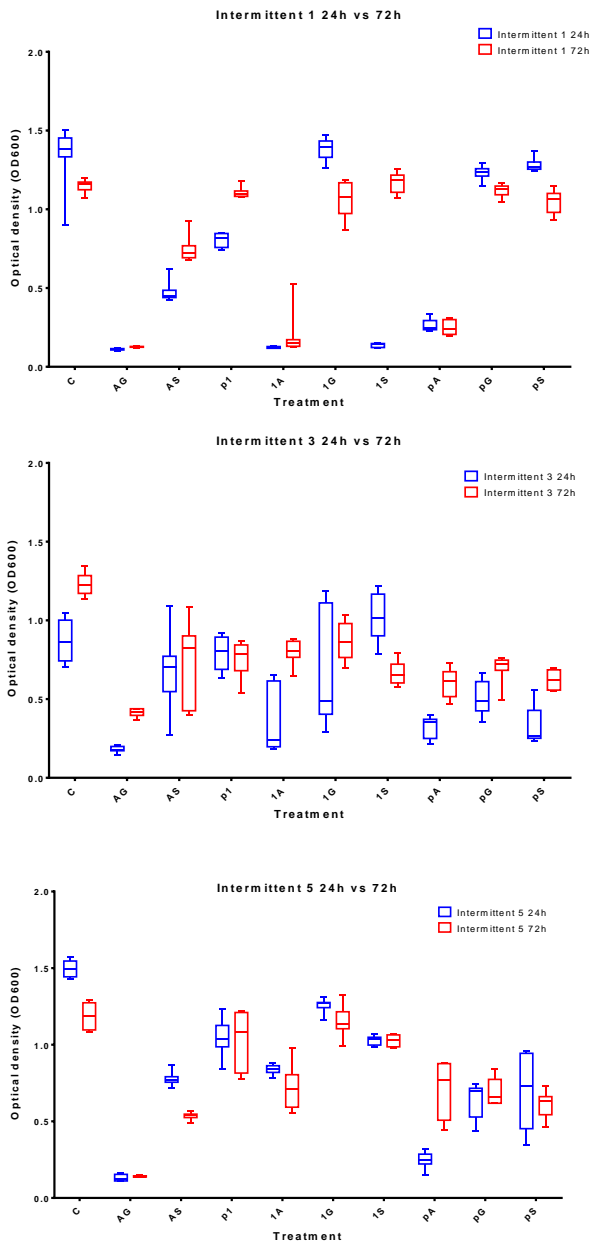 Intermittent 1 24h vs 72h
Intermittent 1 24h
Intermittent 1 72h
Optical density (OD600)
2.0
1.5
1.0
0.5
0.0
C AG AS p1 1A 1G 1S pA pG pS
Treatment
Intermittent 3 24h vs 72h
Intermittent 3 24h
Intermittent 3 72h
Optical density (OD600)
2.0
1.5
1.0
0.5
0.0
C AG AS p1 1A 1G 1S pA pG pS
Treatment
Intermittent 5 24h vs 72h
Intermittent 5 24h
Intermittent 5 72h
Optical density (OD600)
2.0
1.5
1.0
0.5
0.0
C AG AS p1 1A 1G 1S pA pG pS
Treatment